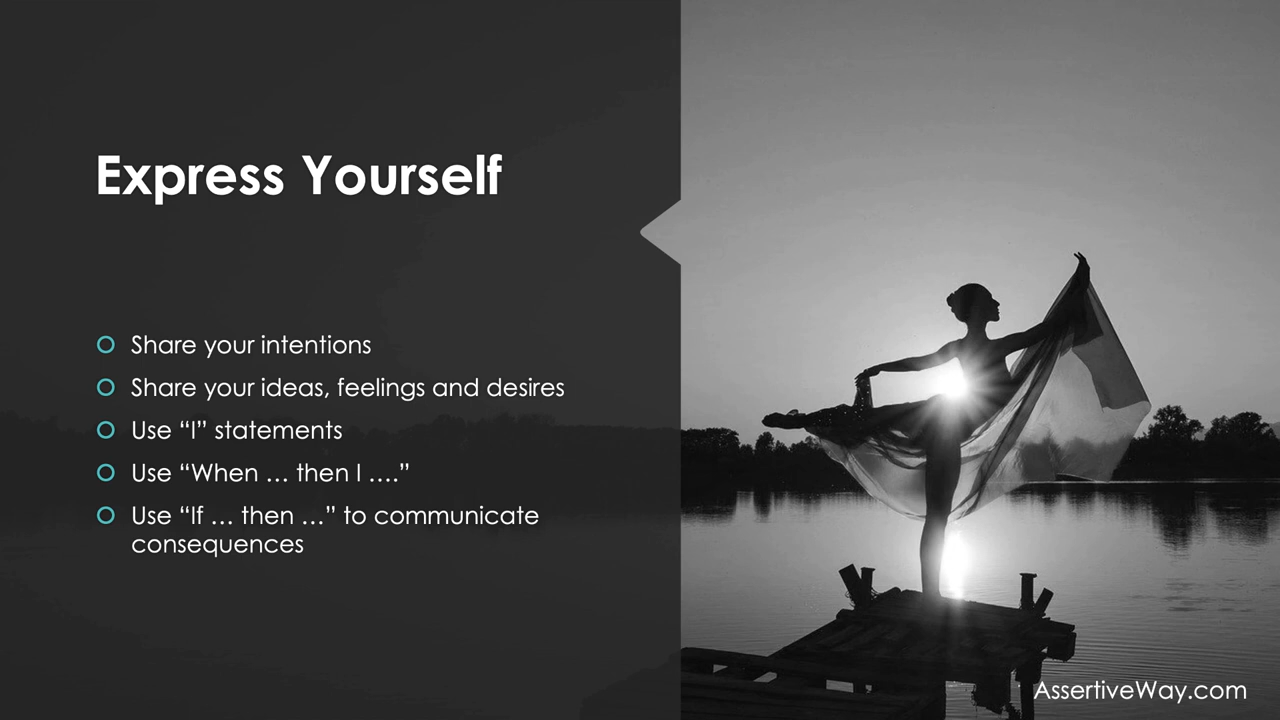 Express Yourself
Share your intentions
Share your ideas, feelings and desires
Use “I” statements
Use “When … then I ….”
Use “If … then …” to communicate
consequences
AssertiveWay.com